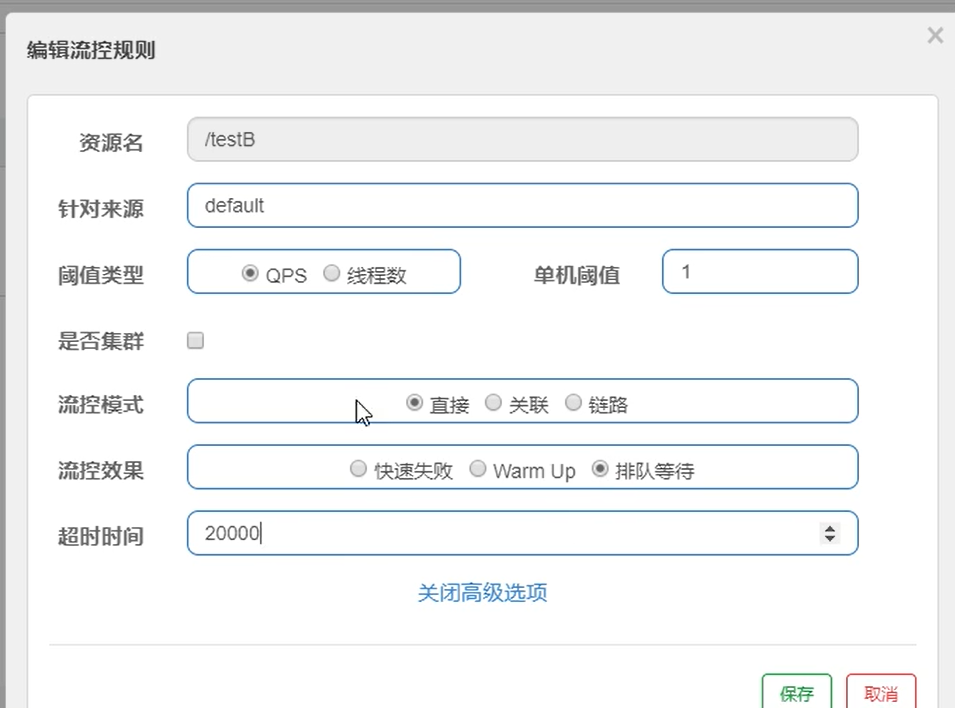 编辑流控规则
×
资源名 /testB
针对来源 default
阈值类型 QPS 线程数 单机阈值 1
是否集群
流控模式 直接 关联 链路
流控效果 快速失败 Warm Up 排队等待
超时时间 20000
关闭高级选项
保存 取消